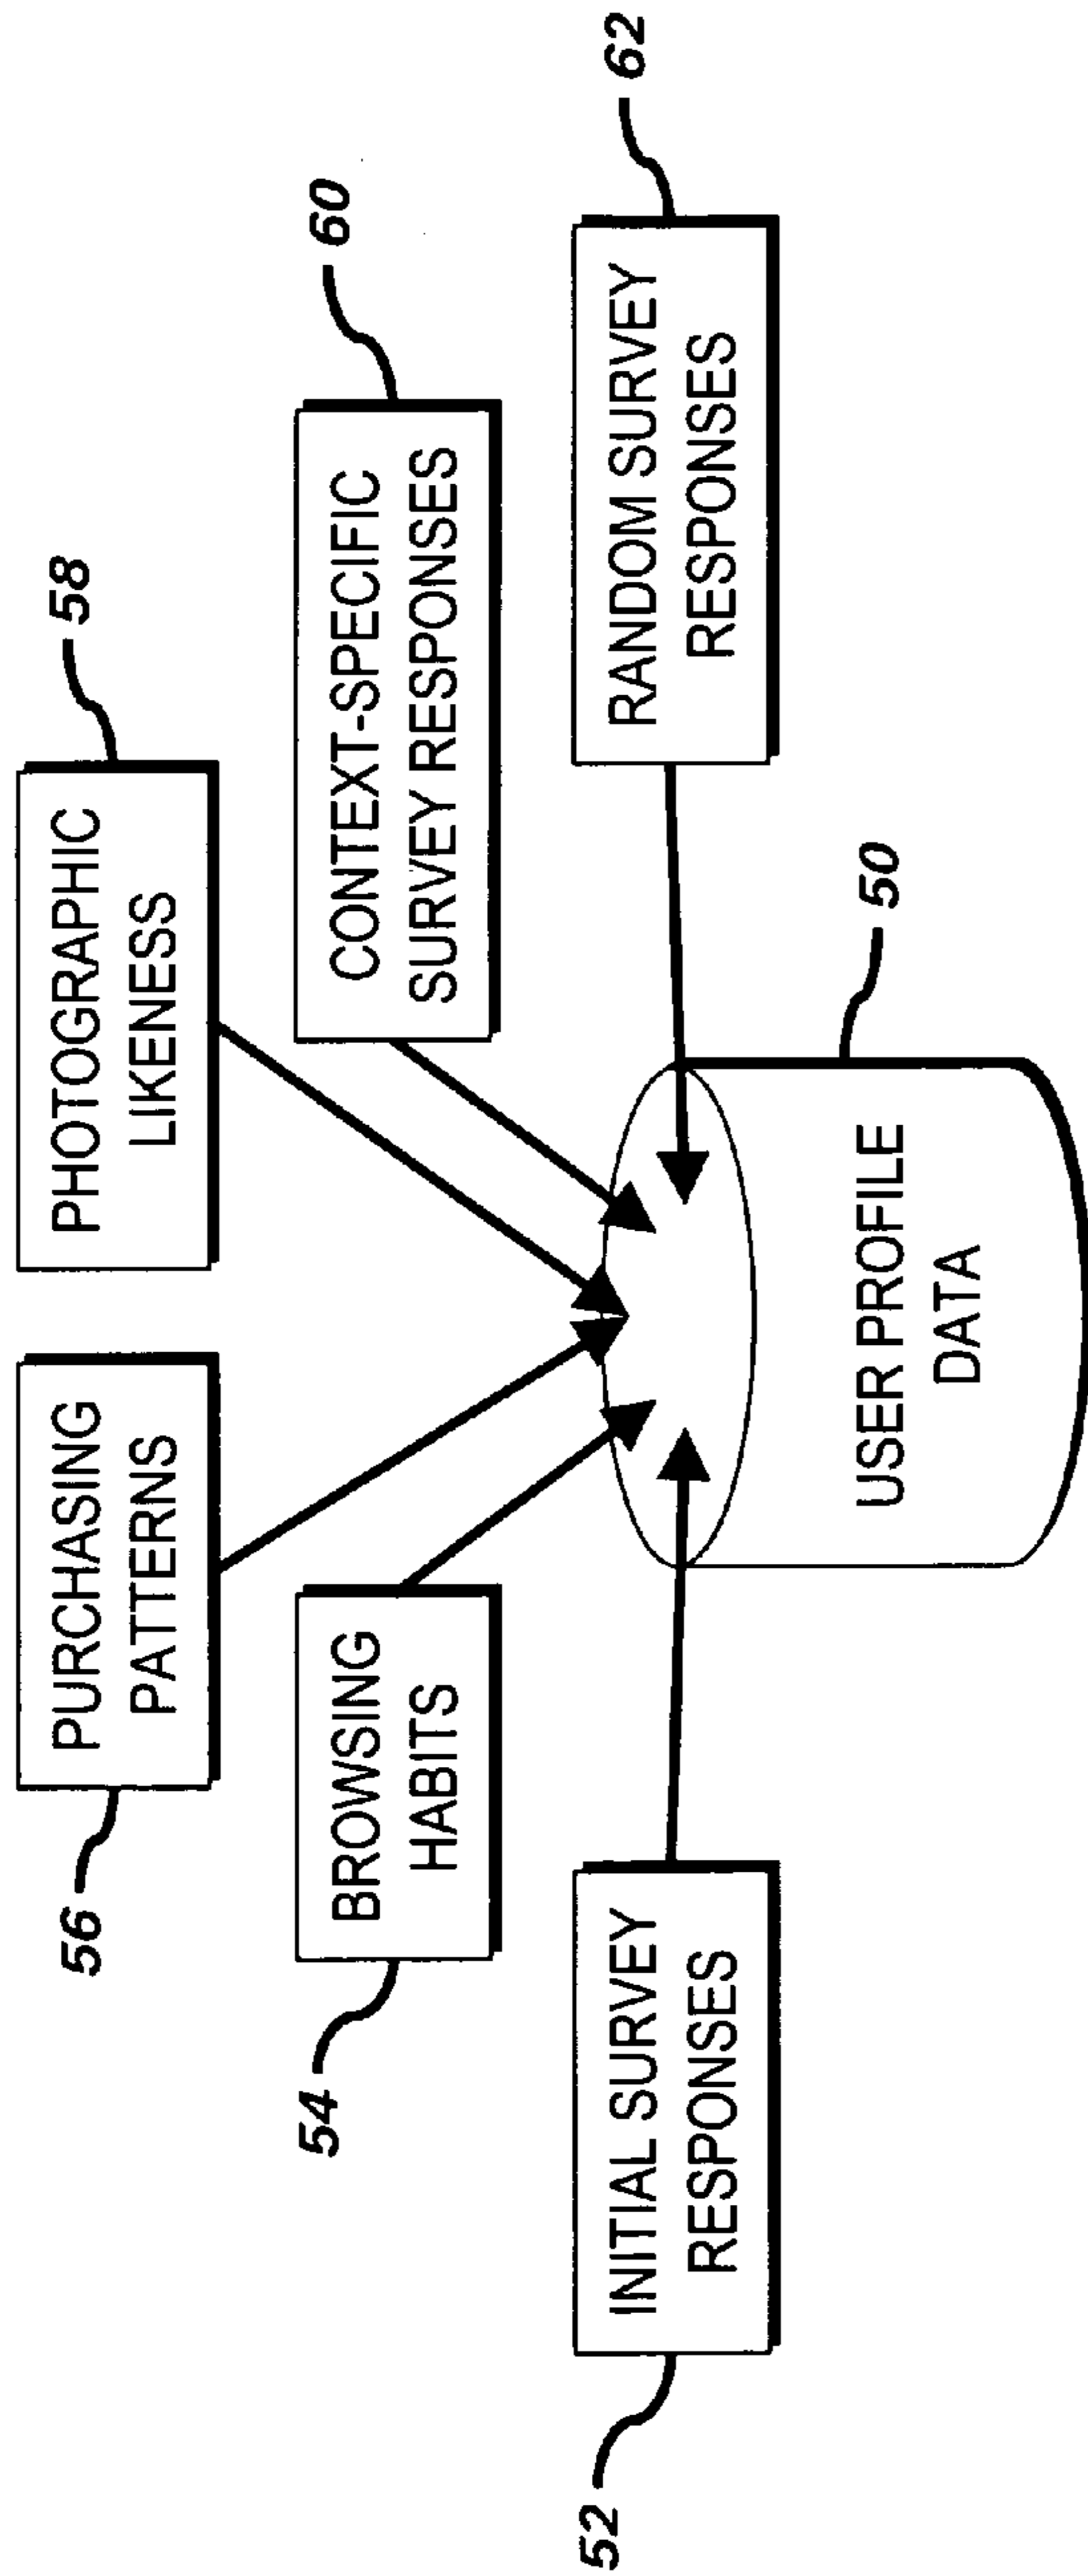 56
PURCHASING
PATTERNS
PHOTOGRAPHIC
LIKENESS
58
54
BROWSING
HABITS
CONTEXT-SPECIFIC
SURVEY RESPONSES
60
52
INITIAL SURVEY
RESPONSES
RANDOM SURVEY
RESPONSES
62
USER PROFILE
DATA
50